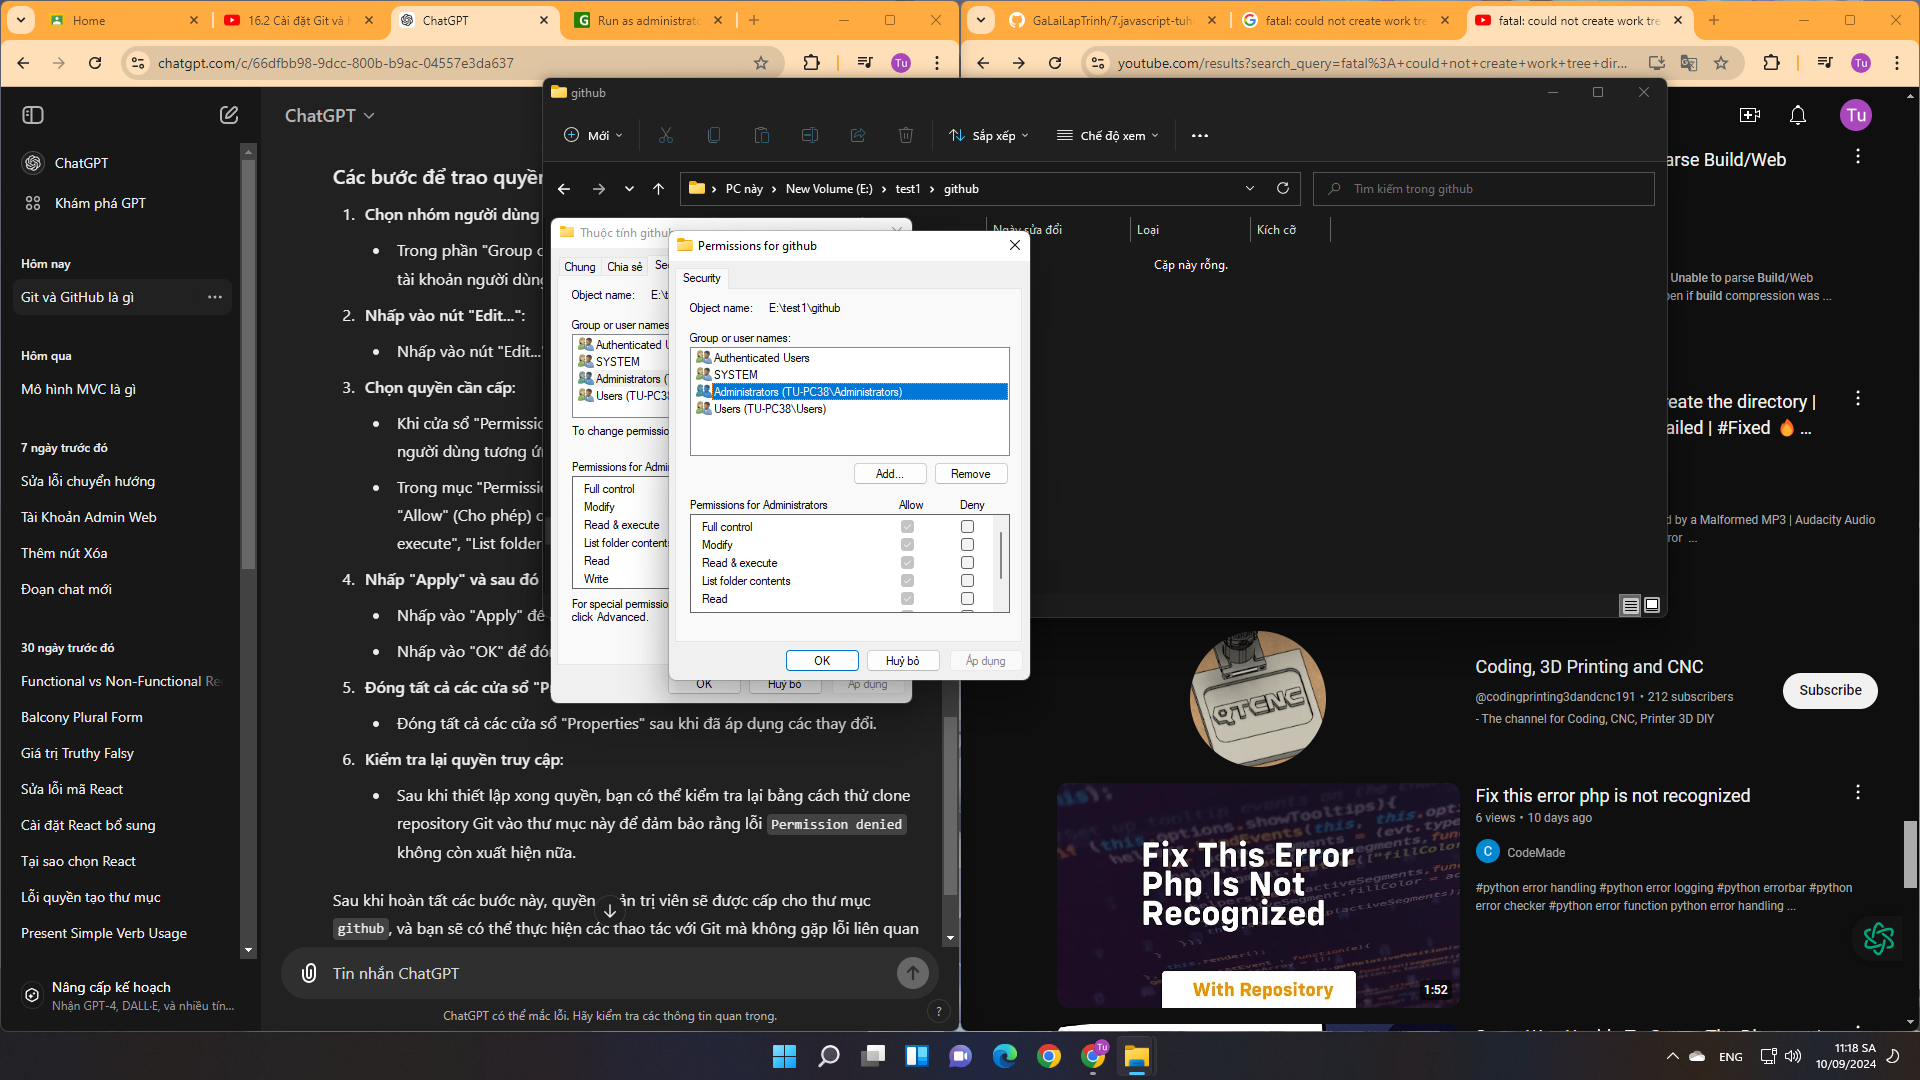 Home
16.2 Cài đặt Git và
ChatGPT
Run as administrato
GaLaiLapTrinh/7.javascript-tuh
fatal: could not create work tre
fatal: could not create work tre
chatgpt.com/c/66dfbb98-9dcc-800b-b9ac-04557e3da637
Tu
youtube.com/results?search_query=fatal%3A+could+not+create+work+tree+dir...
Tu
ChatGPT
ChatGPT
Khám phá GPT
Hôm nay
Git và GitHub là gì
Hôm qua
Mô hình MVC là gì
7 ngày trước đó
Sửa lỗi chuyển hướng
Tài Khoản Admin Web
Thêm nút Xóa
Đoạn chat mới
30 ngày trước đó
Functional vs Non-Functional Re
Balcony Plural Form
Giá trị Truthy Falsy
Sửa lỗi mã React
Cài đặt React bổ sung
Tại sao chọn React
Lỗi quyền tạo thư mục
Present Simple Verb Usage
Nâng cấp kế hoạch
Nhận GPT-4, DALL·E, và nhiều tín...
Các bước để trao quyền
1. Chọn nhóm người dùng
Trong phần "Group o
tài khoản người dùng
2. Nhấp vào nút "Edit...":
Nhấp vào nút "Edit..."
3. Chọn quyền cần cấp:
Khi cửa sổ "Permissio
người dùng tương ứn
Trong mục "Permissio
"Allow" (Cho phép) c
execute", "List folder
4. Nhấp "Apply" và sau đó
Nhấp vào "Apply" để
Nhấp vào "OK" để đón
5. Đóng tất cả các cửa sổ "P
Đóng tất cả các cửa sổ "Properties" sau khi đã áp dụng các thay đổi.
6. Kiểm tra lại quyền truy cập:
Sau khi thiết lập xong quyền, bạn có thể kiểm tra lại bằng cách thử clone
repository Git vào thư mục này để đảm bảo rằng lỗi Permission denied
không còn xuất hiện nữa.
Sau khi hoàn tất các bước này, quyền ản trị viên sẽ được cấp cho thư mục
github, và bạn sẽ có thể thực hiện các thao tác với Git mà không gặp lỗi liên quan
Tin nhắn ChatGPT
ChatGPT có thể mắc lỗi. Hãy kiểm tra các thông tin quan trọng.
?
github
Mới
Sắp xếp
Chế độ xem
PC này
New Volume (E:)
test1
github
Tìm kiếm trong github
Ngày sửa đổi
Loại
Kích cỡ
Cặp này rỗng.
Thuộc tính github
Chung
Chia sẻ
Sec
Object name: E:\t
Group or user names
Authenticated U
SYSTEM
Administrators (T
Users (TU-PC38
To change permissio
Permissions for Admi
Full control
Modify
Read & execute
List folder contents
Read
Write
For special permissio
click Advanced.
OK
Huỷ bỏ
Áp dụng
Permissions for github
Security
Object name: E:\test1\github
Group or user names:
Authenticated Users
SYSTEM
Administrators (TU-PC38\Administrators)
Users (TU-PC38\Users)
Add...
Remove
Permissions for Administrators
Allow
Deny
Full control
Modify
Read & execute
List folder contents
Read
OK
Huỷ bỏ
Áp dụng
Tu
arse Build/Web
Unable to parse Build/Web
pen if build compression was ...
eate the directory |
ailed | #Fixed 🔥 ...
d by a Malformed MP3 | Audacity Audio
ror ...
QTCNC
Coding, 3D Printing and CNC
@codingprinting3dandcnc191 • 212 subscribers
- The channel for Coding, CNC, Printer 3D DIY
Subscribe
Fix This Error
Php Is Not
Recognized
With Repository
1:52
Fix this error php is not recognized
6 views • 10 days ago
C
CodeMade
#python error handling #python error logging #python errorbar #python
error checker #python error function python error handling ...
Tu
ENG
11:18 SA
10/09/2024